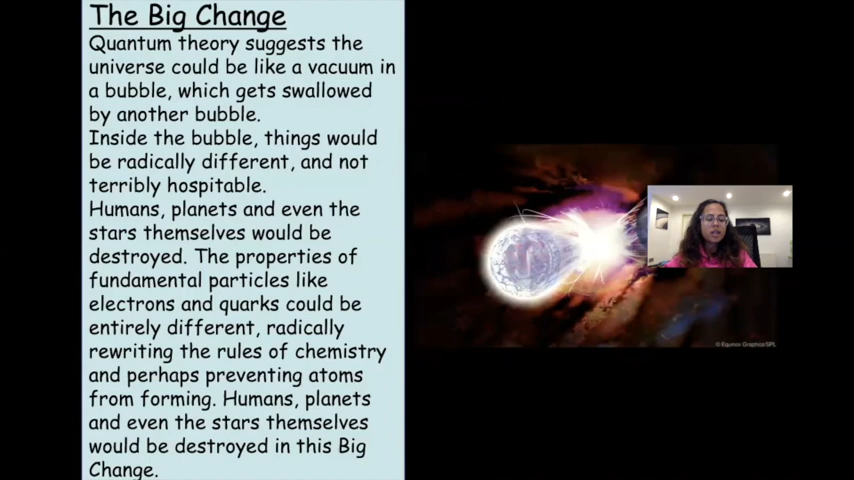 The Big Change
Quantum theory suggests the
universe could be like a vacuum in
a bubble, which gets swallowed
by another bubble.
Inside the bubble, things would
be radically different, and not
terribly hospitable.
Humans, planets and even the
stars themselves would be
destroyed. The properties of
fundamental particles like
electrons and quarks could be
entirely different, radically
rewriting the rules of chemistry
and perhaps preventing atoms
from forming. Humans, planets
and even the stars themselves
would be destroyed in this Big
Change.
© Equinox Graphics/SPL